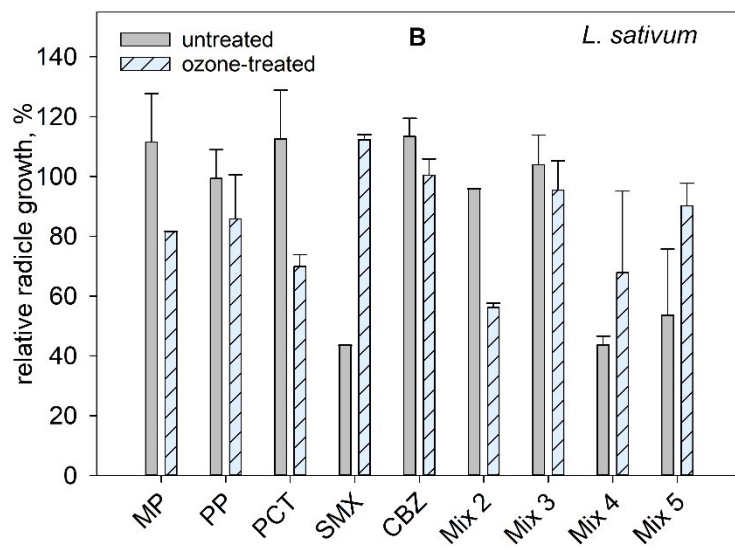 untreated
ozone-treated
B
L. sativum
relative radicle growth, %
140
120
100
80
60
40
20
0
MP
PP
PCT
SMX
CBZ
Mix 2
Mix 3
Mix 4
Mix 5